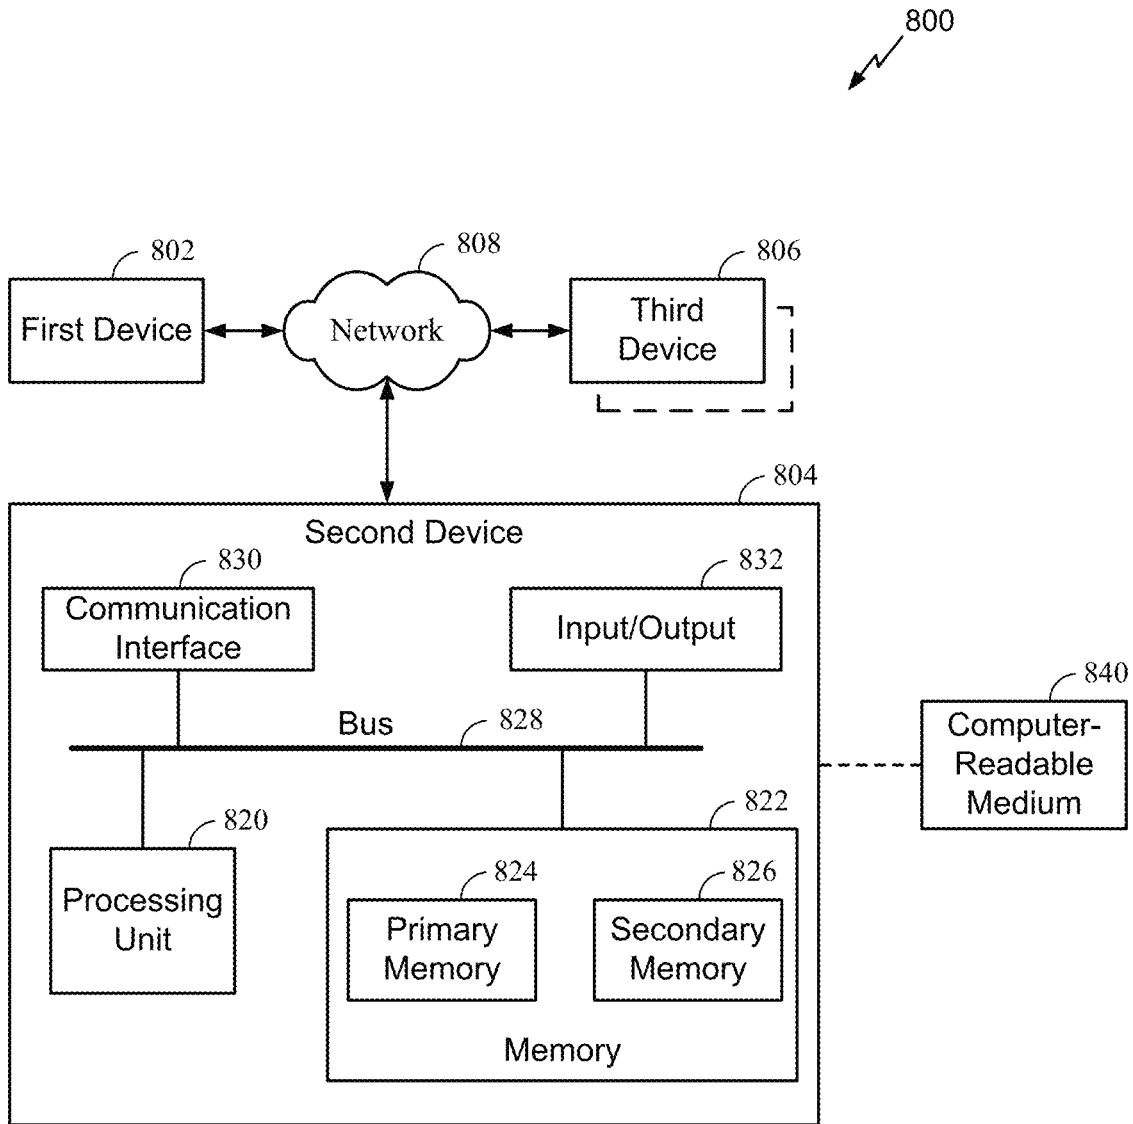 800
802
808
806
First Device
Network
Third
Device
804
Second Device
830
832
Communication
Interface
Input/Output
840
Computer-
Readable
Medium
Bus
828
820
822
Processing
Unit
824
826
Primary
Memory
Secondary
Memory
Memory